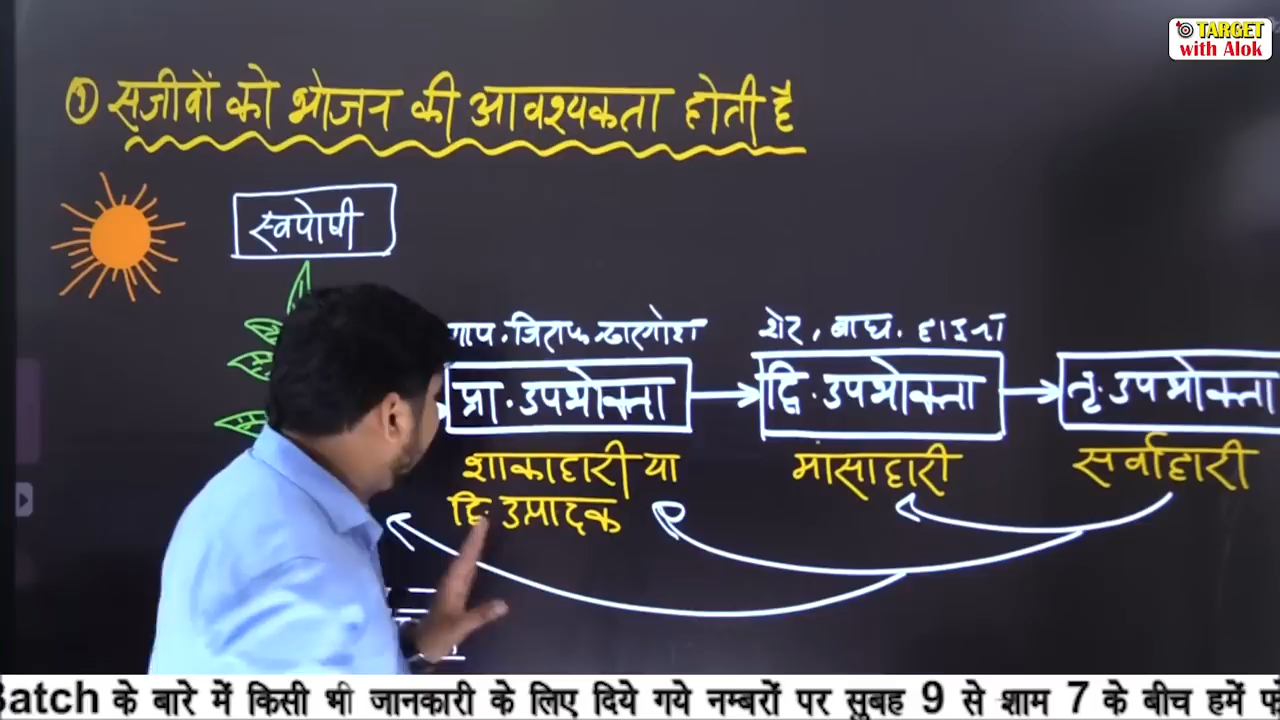 TARGET
with Alok
① सजीवों को भोजन की आवश्यकता होती है
स्वपोषी
गाय, जिराफ, खरगोश
शेर, बाघ, हाइना
प्रा. उपभोक्ता
द्वि. उपभोक्ता
तृ. उपभोक्ता
शाकाहारी या
द्वि. उत्पादक
मांसाहारी
सर्वाहारी
Batch के बारे में किसी भी जानकारी के लिए दिये गये नम्बरों पर सुबह 9 से शाम 7 के बीच हमें